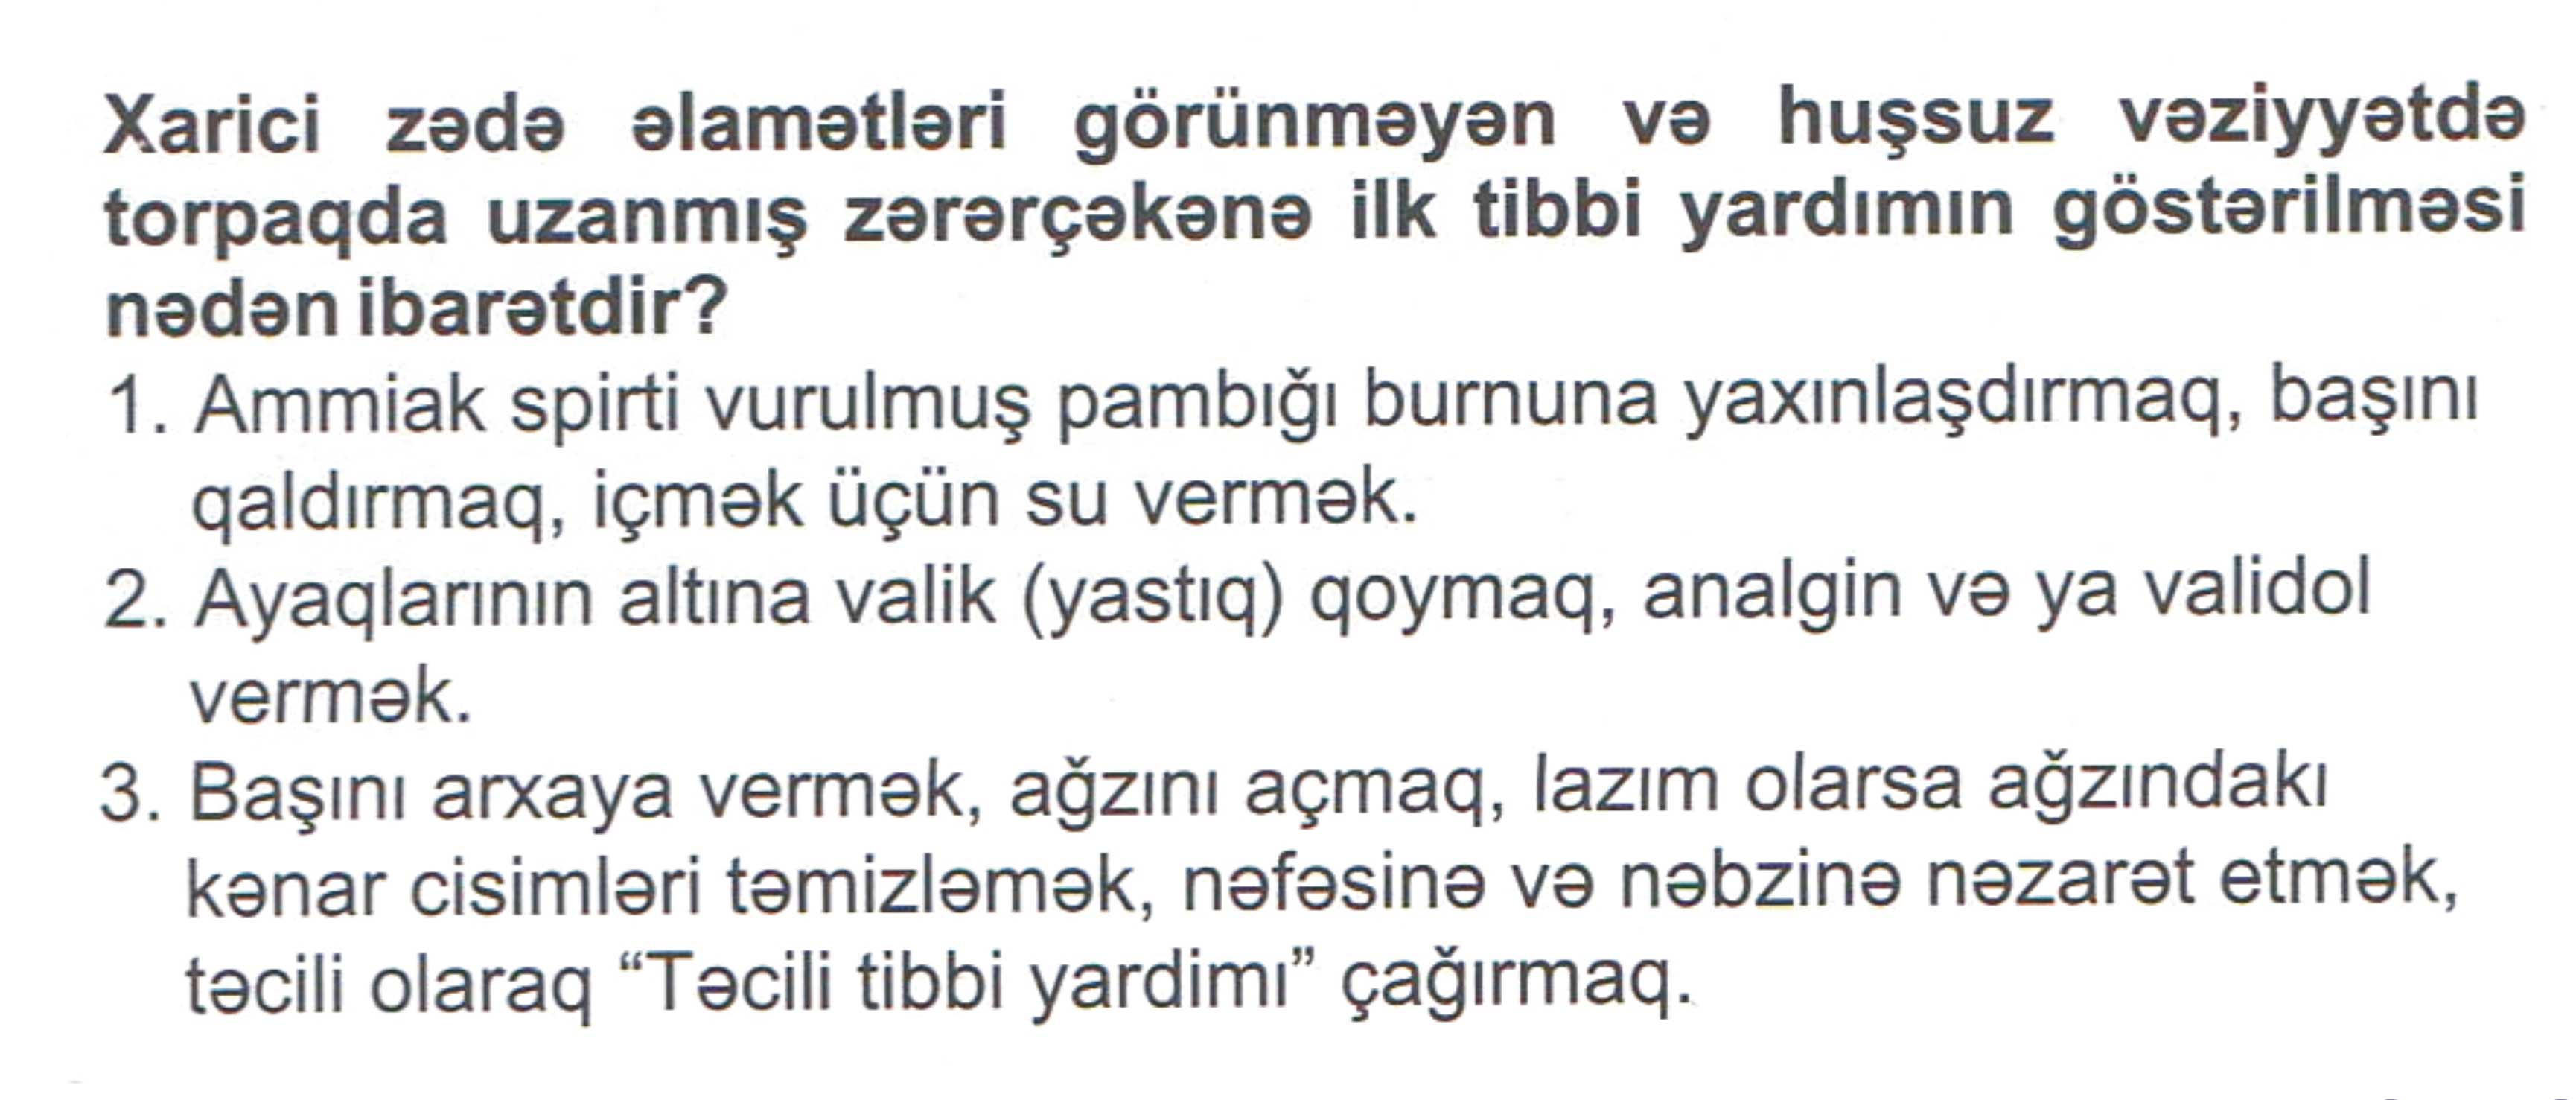 Xarici zədə əlamətləri görünməyən və huşsuz vəziyyətdə
torpaqda uzanmış zərərçəkənə ilk tibbi yardımın göstərilməsi
nədən ibarətdir?
1. Ammiak spirti vurulmuş pambığı burnuna yaxınlaşdırmaq, başını
qaldırmaq, içmək üçün su vermək.
2. Ayaqlarının altına valik (yastıq) qoymaq, analgin və ya validol
vermək.
3. Başını arxaya vermək, ağzını açmaq, lazım olarsa ağzındakı
kənar cisimləri təmizləmək, nəfəsinə və nəbzinə nəzarət etmək,
təcili olaraq “Təcili tibbi yardimı” çağırmaq.